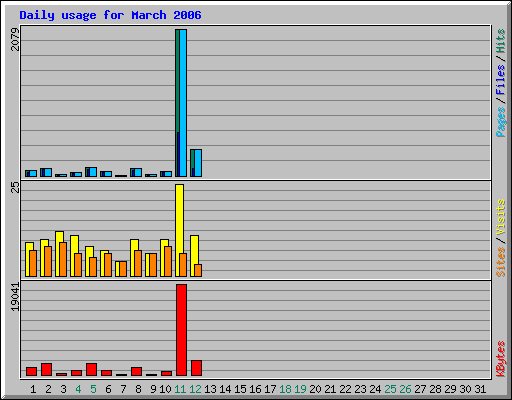 Daily usage for March 2006
2079
Pages / Files / Hits
25
Sites / Visits
19041
KBytes
1 2 3 4 5 6 7 8 9 10 11 12 13 14 15 16 17 18 19 20 21 22 23 24 25 26 27 28 29 30 31